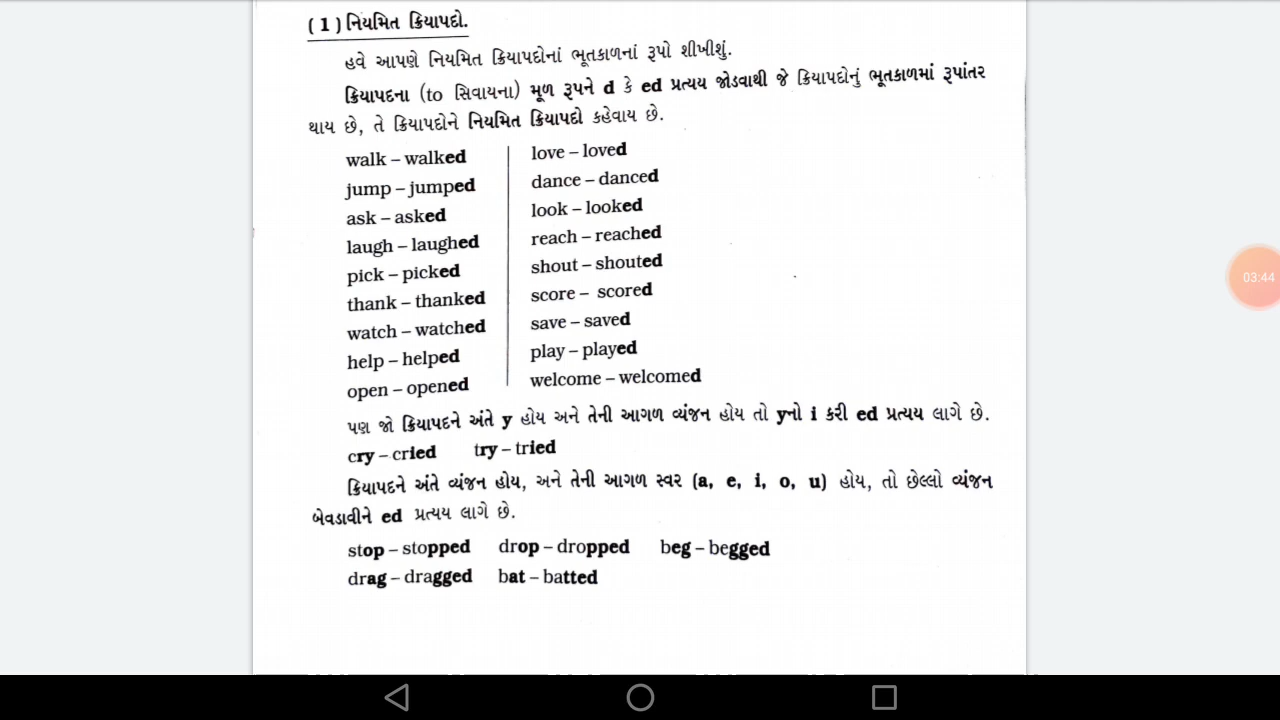 ( 1 ) નિયમિત ક્રિયાપદો.
હવે આપણે નિયમિત ક્રિયાપદોનાં ભૂતકાળનાં રૂપો શીખીશું.
ક્રિયાપદના (to સિવાયના) મૂળ રૂપને d કે ed પ્રત્યય જોડવાથી જે ક્રિયાપદોનું ભૂતકાળમાં રૂપાંતર
થાય છે, તે ક્રિયાપદોને નિયમિત ક્રિયાપદો કહેવાય છે.
walk – walked
jump – jumped
ask – asked
laugh – laughed
pick – picked
thank – thanked
watch – watched
help – helped
open – opened
love – loved
dance – danced
look – looked
reach – reached
shout – shouted
score – scored
save – saved
play – played
welcome – welcomed
પણ જો ક્રિયાપદને અંતે y હોય અને તેની આગળ વ્યંજન હોય તો yનો i કરી ed પ્રત્યય લાગે છે.
cry – cried try – tried
ક્રિયાપદને અંતે વ્યંજન હોય, અને તેની આગળ સ્વર (a, e, i, o, u) હોય, તો છેલ્લો વ્યંજન
બેવડાવીને ed પ્રત્યય લાગે છે.
stop – stopped drop – dropped beg – begged
drag – dragged bat – batted
03:44